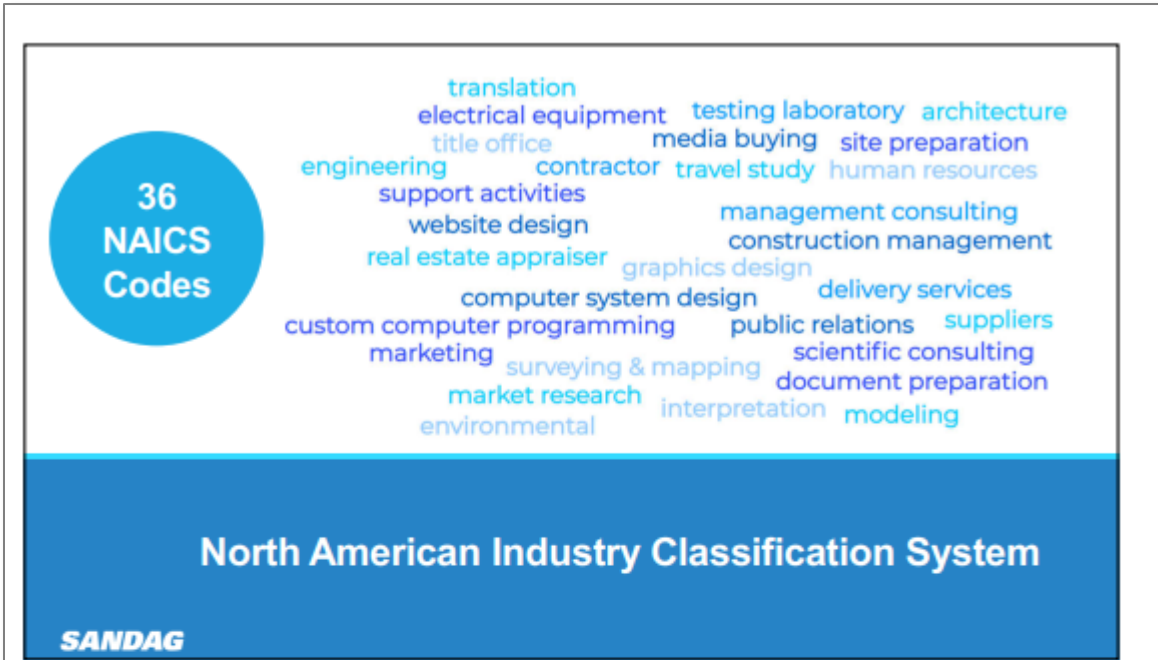 translation
electrical equipment
testing laboratory
architecture
title office
media buying
site preparation
engineering
contractor
travel study
human resources
support activities
website design
management consulting
construction management
real estate appraiser
graphics design
computer system design
delivery services
custom computer programming
public relations
suppliers
marketing
surveying & mapping
scientific consulting
document preparation
market research
interpretation
modeling
environmental
36
NAICS
Codes
North American Industry Classification System
SANDAG